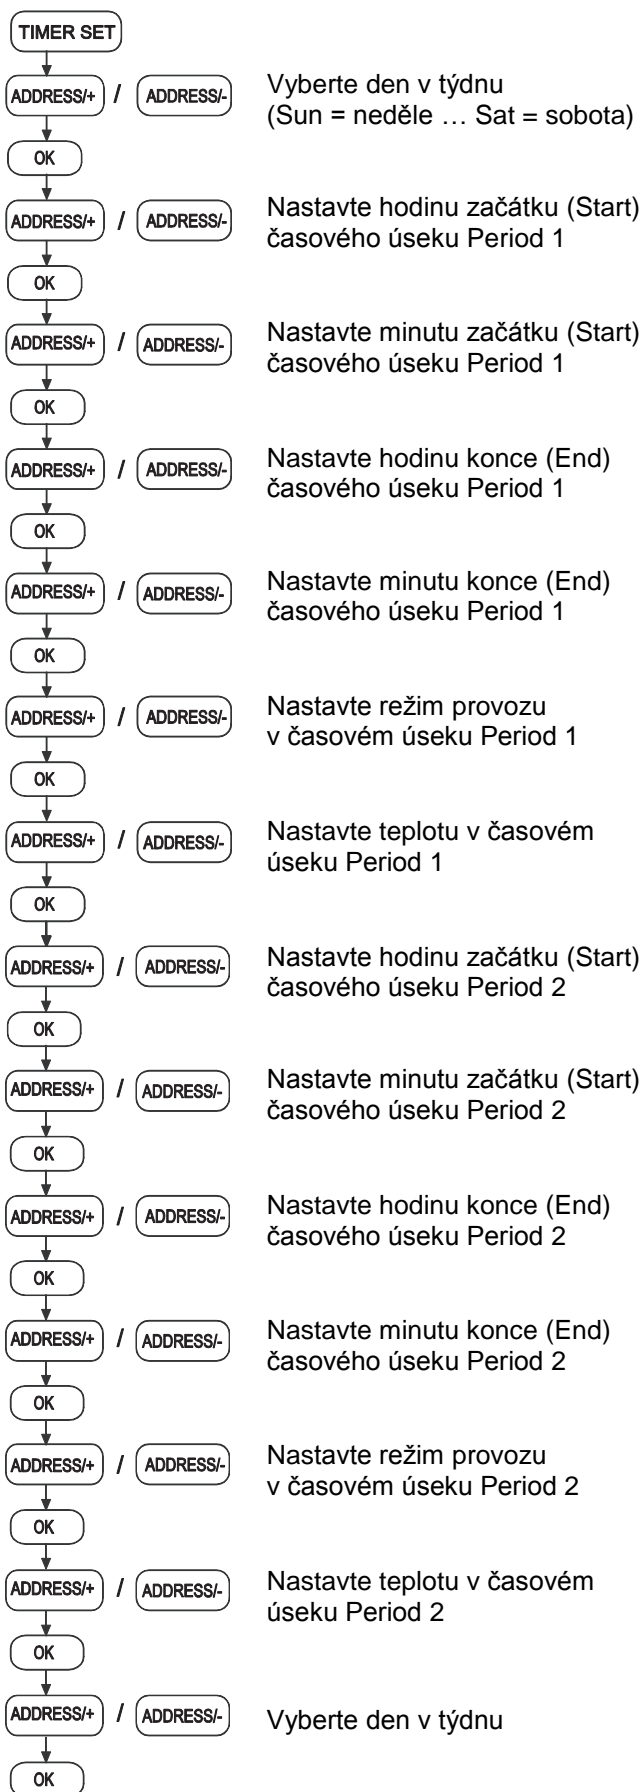 TIMER SET
ADDRESS/+ / ADDRESS/- Vyberte den v týdnu
(Sun = neděle … Sat = sobota)
OK
ADDRESS/+ / ADDRESS/- Nastavte hodinu začátku (Start)
časového úseku Period 1
OK
ADDRESS/+ / ADDRESS/- Nastavte minutu začátku (Start)
časového úseku Period 1
OK
ADDRESS/+ / ADDRESS/- Nastavte hodinu konce (End)
časového úseku Period 1
OK
ADDRESS/+ / ADDRESS/- Nastavte minutu konce (End)
časového úseku Period 1
OK
ADDRESS/+ / ADDRESS/- Nastavte režim provozu
v časovém úseku Period 1
OK
ADDRESS/+ / ADDRESS/- Nastavte teplotu v časovém
úseku Period 1
OK
ADDRESS/+ / ADDRESS/- Nastavte hodinu začátku (Start)
časového úseku Period 2
OK
ADDRESS/+ / ADDRESS/- Nastavte minutu začátku (Start)
časového úseku Period 2
OK
ADDRESS/+ / ADDRESS/- Nastavte hodinu konce (End)
časového úseku Period 2
OK
ADDRESS/+ / ADDRESS/- Nastavte minutu konce (End)
časového úseku Period 2
OK
ADDRESS/+ / ADDRESS/- Nastavte režim provozu
v časovém úseku Period 2
OK
ADDRESS/+ / ADDRESS/- Nastavte teplotu v časovém
úseku Period 2
OK
ADDRESS/+ / ADDRESS/- Vyberte den v týdnu
OK